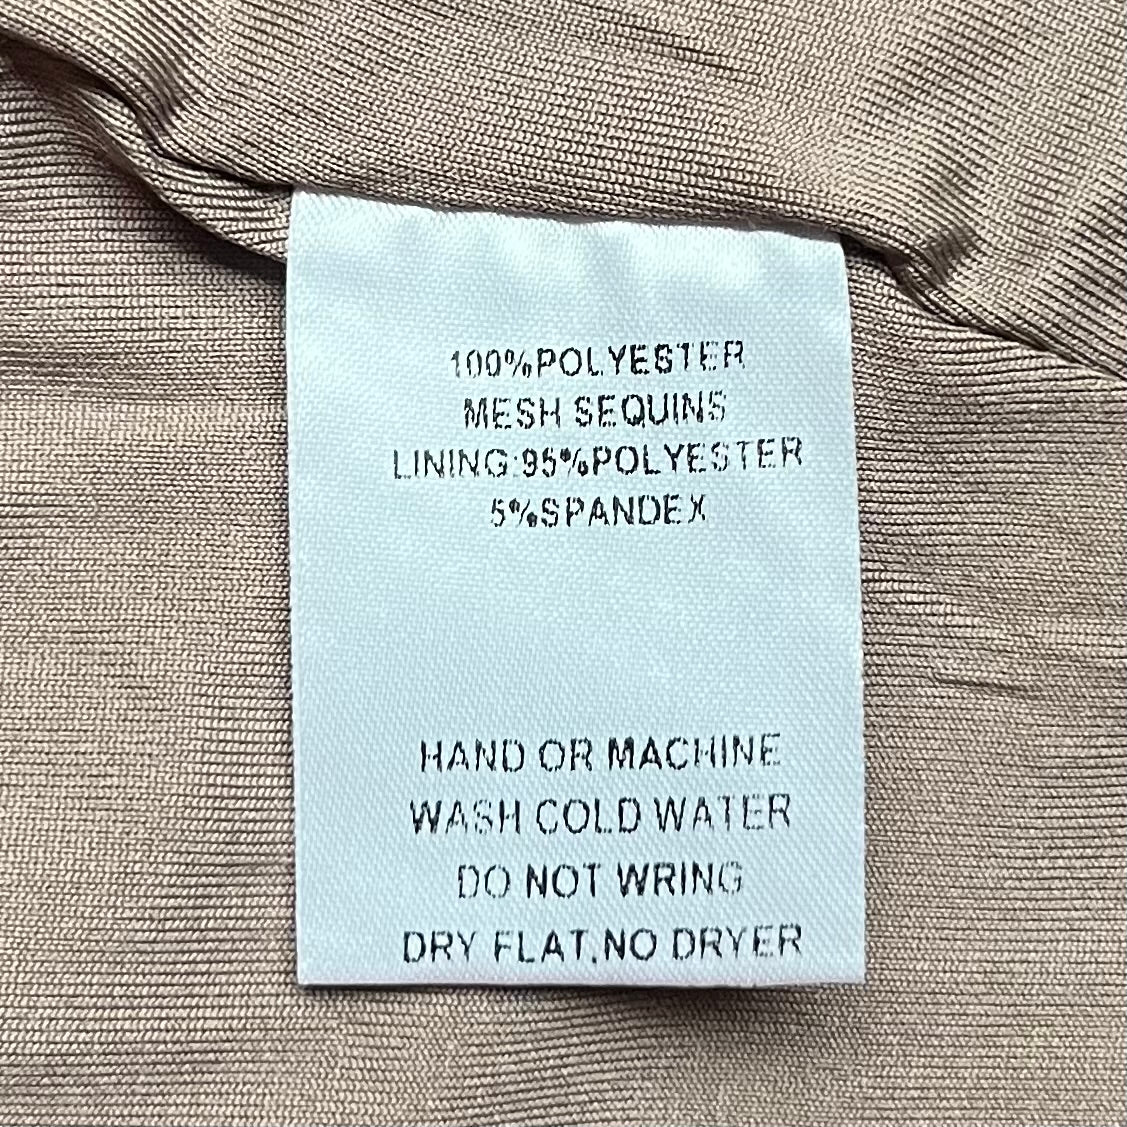 100%POLYESTER
MESH SEQUINS
LINING:95%POLYESTER
5%SPANDEX
HAND OR MACHINE
WASH COLD WATER
DO NOT WRING
DRY FLAT.NO DRYER